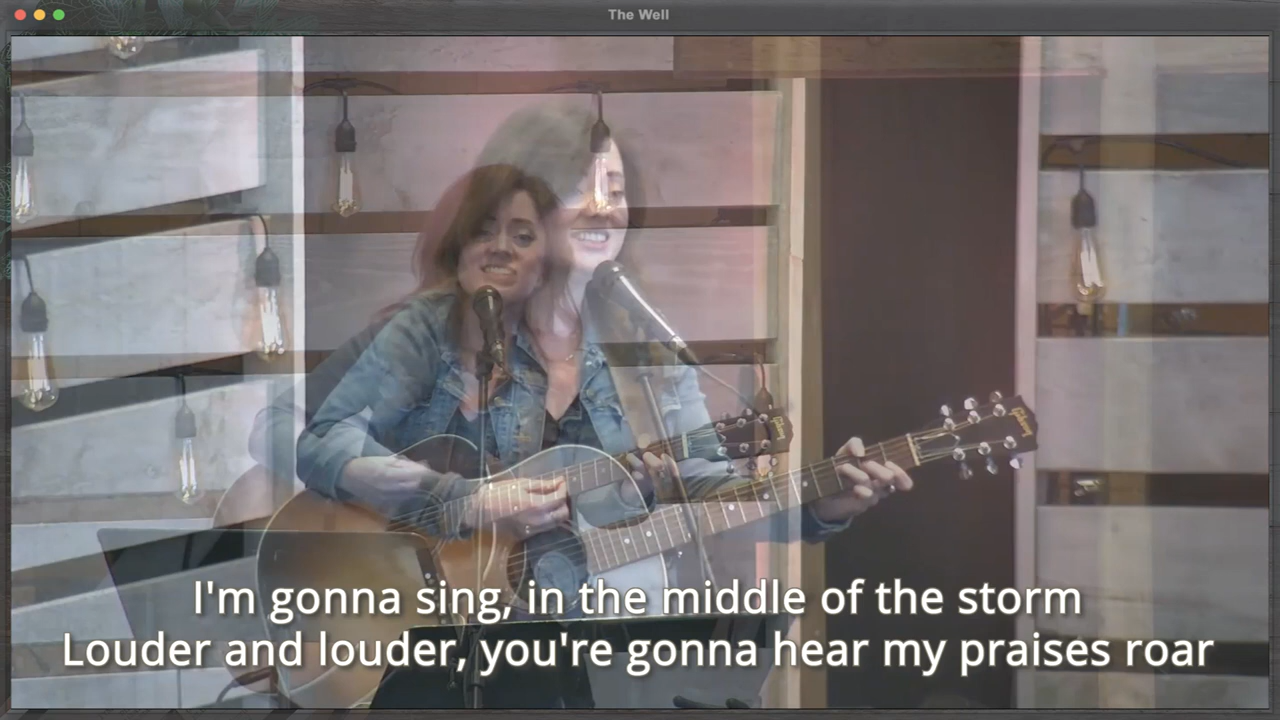 The Well
Gibson
Gibson
I'm gonna sing, in the middle of the storm
Louder and louder, you're gonna hear my praises roar